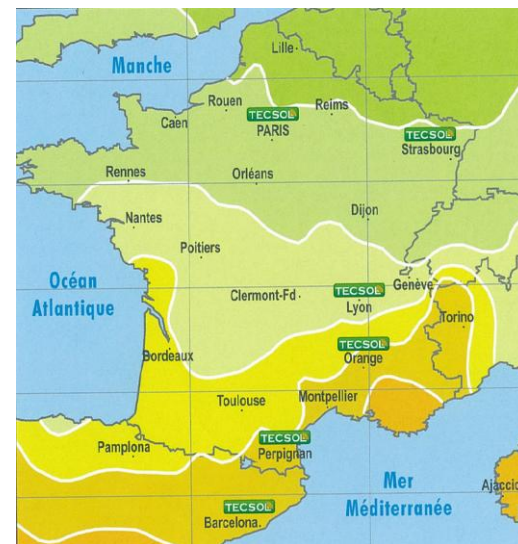 Lille
Manche
Rouen
Reims
TECSOL
PARIS
Caen
TECSOL
Strasbourg
Rennes
Orléans
Dijon
Nantes
Poitiers
Océan
Atlantique
Genève
Clermont-Fd
TECSOL
Lyon
Torino
TECSOL
Orange
Bordeaux
Toulouse
Montpellier
TECSOL
Perpignan
Pamplona
Mer
Méditerranée
Ajaccio
TECSOL
Barcelona.